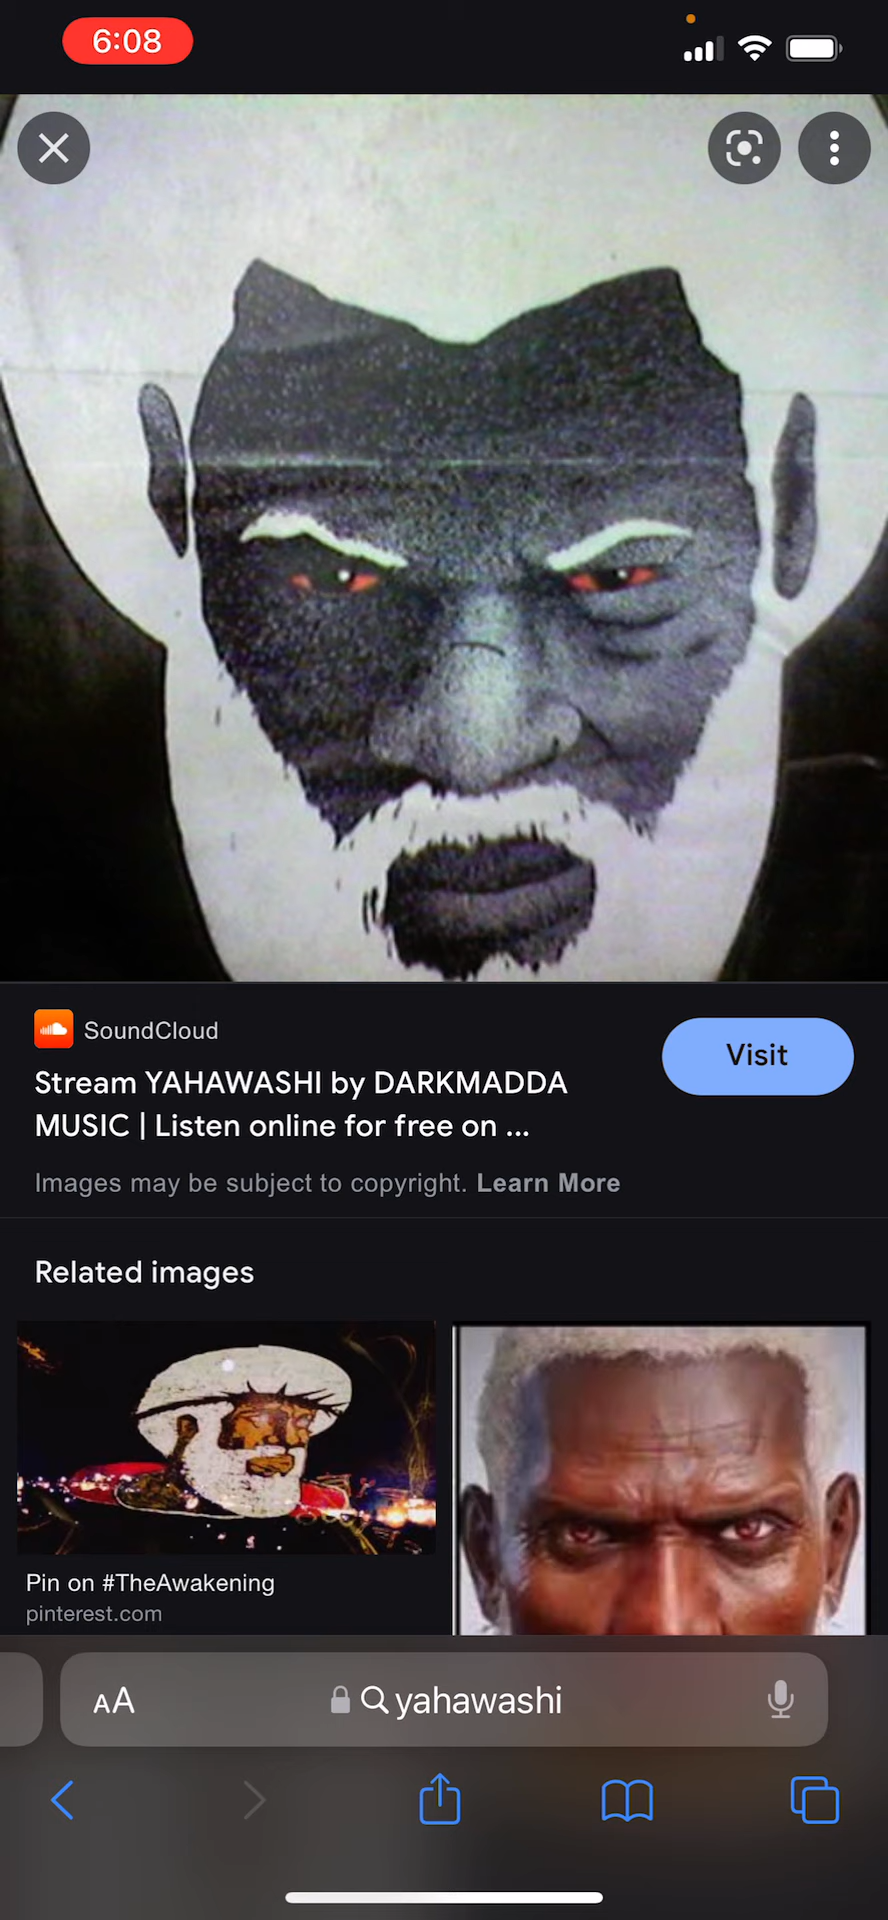 6:08
SoundCloud
Stream YAHAWASHI by DARKMADDA
MUSIC | Listen online for free on ...
Visit
Images may be subject to copyright. Learn More
Related images
Pin on #TheAwakening
pinterest.com
AA
yahawashi